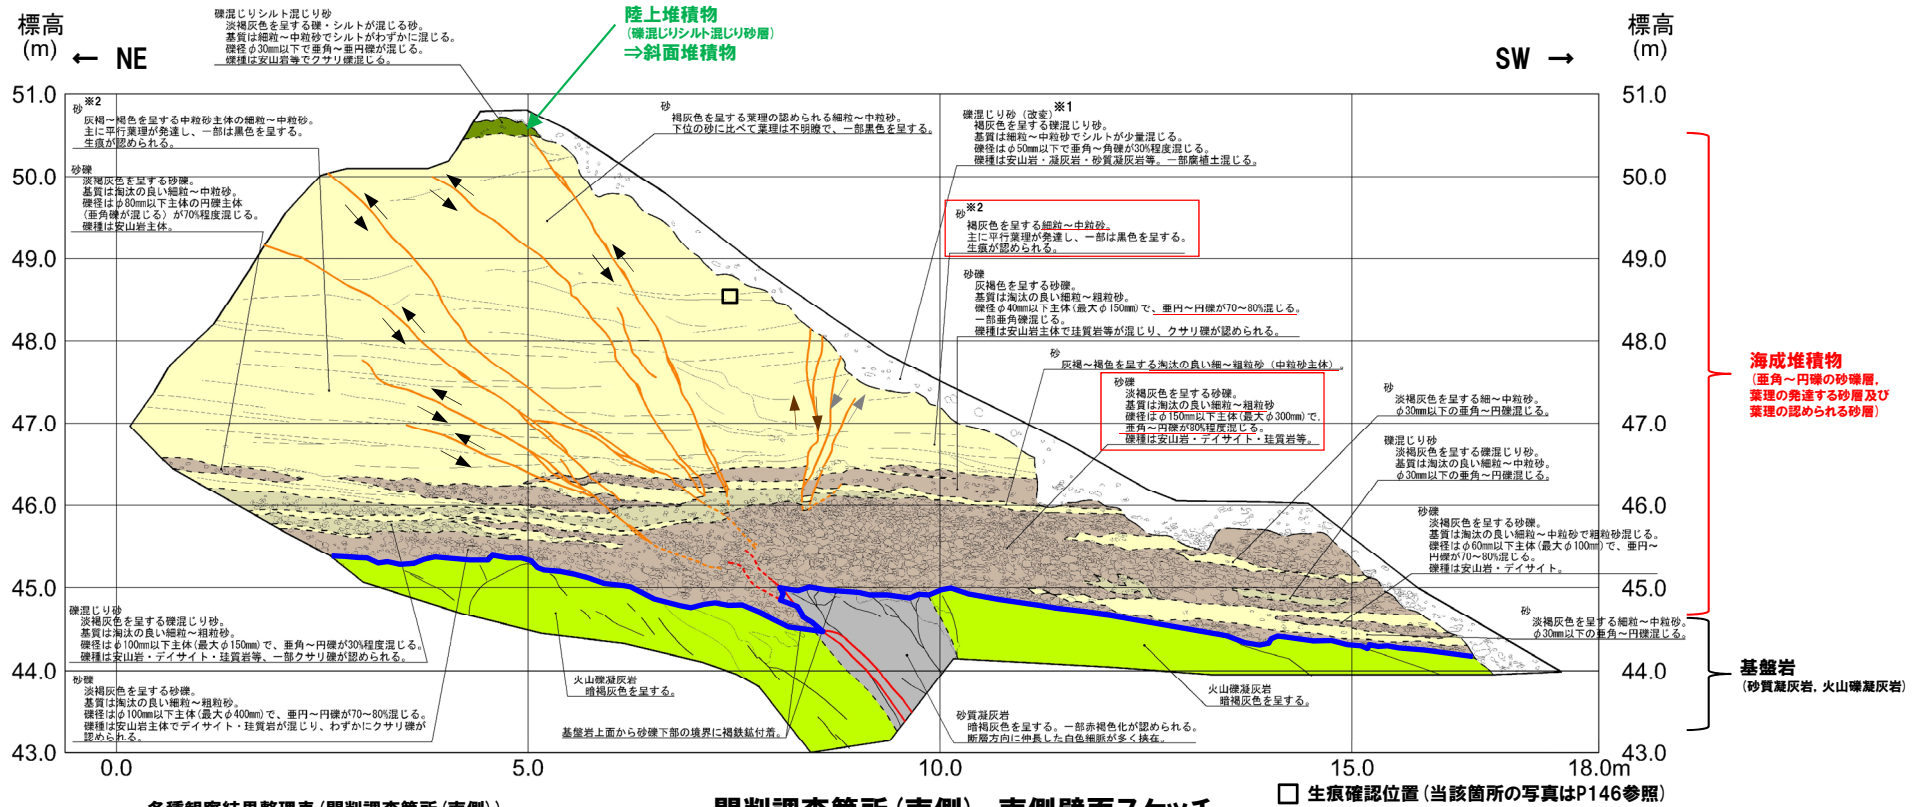 標高
(m)
← NE
礫混じりシルト混じり砂
淡褐灰色を呈する礫・シルトが混じる砂。
基質は細粒～中粒砂でシルトがわずかに混じる。
礫径はφ30mm以下で亜角～亜円礫が混じる。
礫種は安山岩等でクサリ礫混じる。
陸上堆積物
(礫混じりシルト混じり砂層)
⇒斜面堆積物
SW →
標高
(m)
51.0
50.0
49.0
48.0
47.0
46.0
45.0
44.0
43.0
砂※2
灰褐～褐色を呈する中粒砂主体の細粒～中粒砂。
主に平行葉理が発達し、一部は黒色を呈する。
生痕が認められる。
砂礫
淡褐灰色を呈する砂礫。
基質は淘汰の良い細粒～中粒砂。
礫径はφ80mm以下主体の円礫主体
(亜角礫が混じる)が70%程度混じる。
礫種は安山岩主体。
砂
褐灰色を呈する葉理の認められる細粒～中粒砂。
下位の砂に比べて葉理は不明瞭で、一部黒色を呈する。
礫混じり砂(改変)※1
褐灰色を呈する礫混じり砂。
基質は細粒～中粒砂でシルトが少量混じる。
礫径はφ50mm以下で亜角～角礫が30%程度混じる。
礫種は安山岩・凝灰岩・砂質凝灰岩等。一部腐植土混じる。
砂※2
褐灰色を呈する細粒～中粒砂。
主に平行葉理が発達し、一部は黒色を呈する。
生痕が認められる。
砂礫
灰褐色を呈する砂礫。
基質は淘汰の良い細粒～粗粒砂。
礫径φ40mm以下主体(最大φ150mm)で、亜円～円礫が70～80%混じる。
一部亜角礫混じる。
礫種は安山岩主体で珪質岩等が混じり、クサリ礫が認められる。
砂
灰褐～褐色を呈する淘汰の良い細～粗粒砂(中粒砂主体)。
砂礫
淡褐灰色を呈する砂礫。
基質は淘汰の良い細粒～粗粒砂
礫径はφ150mm以下主体(最大φ300mm)で、
亜角～円礫が80%程度混じる。
礫種は安山岩・デイサイト・珪質岩等。
砂
淡褐灰色を呈する細～中粒砂。
φ30mm以下の亜角～円礫混じる。
礫混じり砂
淡褐灰色を呈する礫混じり砂。
基質は淘汰の良い細粒～中粒砂。
φ30mm以下の亜角～円礫混じる。
砂礫
淡褐灰色を呈する砂礫。
基質は淘汰の良い細粒～中粒砂で粗粒砂混じる。
礫径はφ60mm以下主体(最大φ100mm)で、亜円～
円礫が70～80%混じる。
礫種は安山岩・デイサイト。
砂
淡褐灰色を呈する細粒～中粒砂。
φ30mm以下の亜角～円礫混じる。
51.0
50.0
49.0
48.0
47.0
46.0
45.0
44.0
43.0
海成堆積物
(亜角～円礫の砂礫層，
葉理の発達する砂層及び
葉理の認められる砂層)
基盤岩
(砂質凝灰岩，火山礫凝灰岩)
礫混じり砂
淡褐灰色を呈する礫混じり砂。
基質は淘汰の良い細粒～粗粒砂。
礫径はφ100mm以下主体(最大φ150mm)で、亜角～円礫が30%程度混じる。
礫種は安山岩・デイサイト・珪質岩等、一部クサリ礫が認められる。
砂礫
淡褐灰色を呈する砂礫。
基質は淘汰の良い細粒～粗粒砂。
礫径はφ100mm以下主体(最大φ400mm)で、亜円～円礫が70～80%混じる。
礫種は安山岩主体でデイサイト・珪質岩が混じり、わずかにクサリ礫が
認められる。
火山礫凝灰岩
暗褐灰色を呈する。
基盤岩上面から砂礫下部の境界に褐鉄鉱付着。
砂質凝灰岩
暗褐灰色を呈する。一部赤褐色化が認められる。
断層方向に伸長した白色細脈が多く挟在。
火山礫凝灰岩
暗褐灰色を呈する。
0.0
5.0
10.0
15.0
18.0m
各種観察結果整理表(開削調査箇所(南側))
開削調査箇所(南側) 南側壁面スケッチ
□ 生痕確認位置(当該箇所の写真はP146参照)